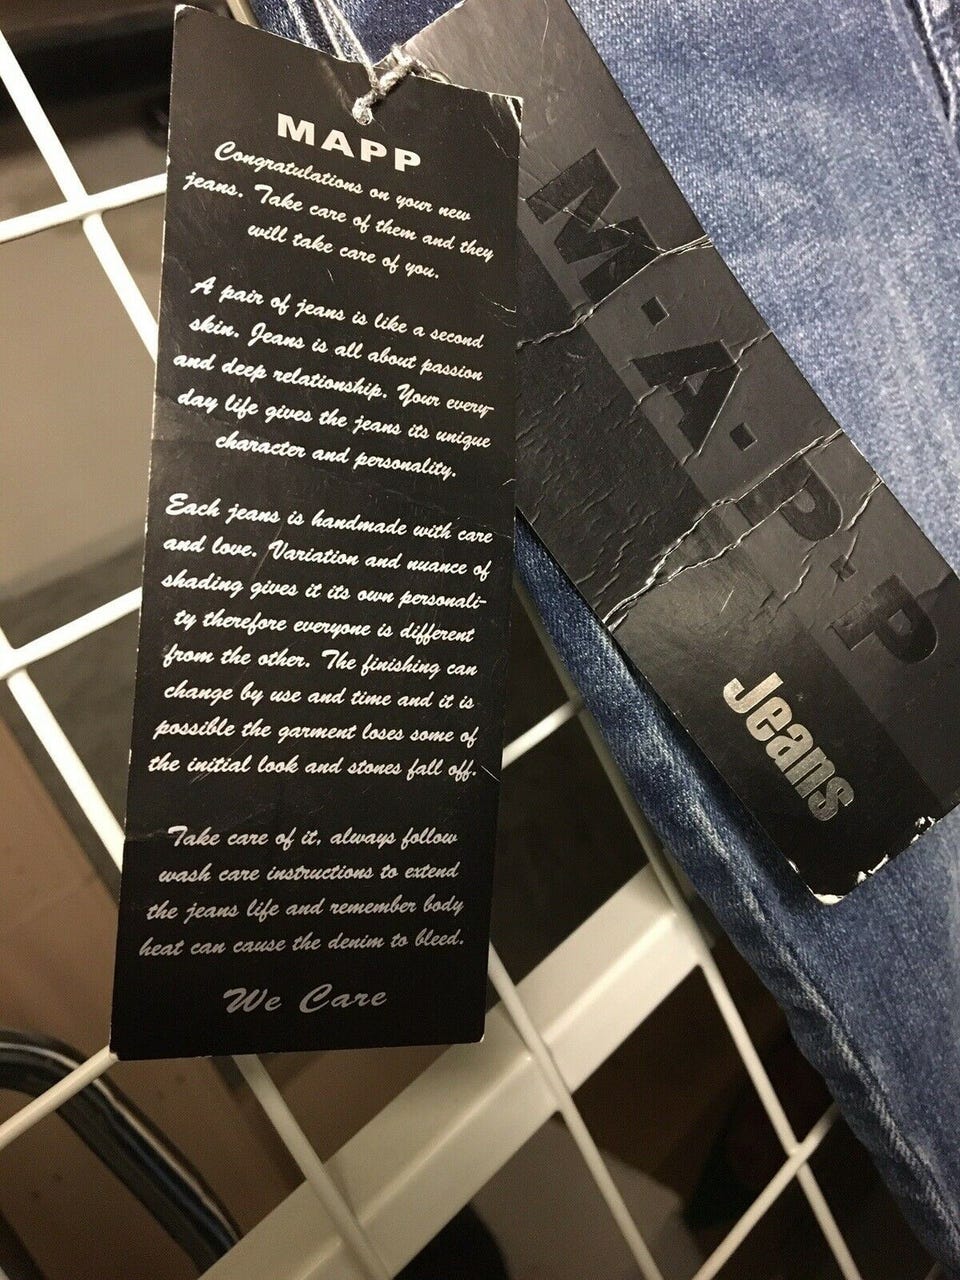 MAPP
Congratulations on your new
jeans. Take care of them and they
will take care of you.
A pair of jeans is like a second
skin. Jeans is all about passion
and deep relationship. Your every-
day life gives the jeans its unique
character and personality.
Each jeans is handmade with care
and love. Variation and nuance of
shading gives it its own personali-
ty therefore everyone is different
from the other. The finishing can
change by use and time and it is
possible the garment loses some of
the initial look and stones fall off.
Take care of it, always follow
wash care instructions to extend
the jeans life and remember body
heat can cause the denim to bleed.
We Care
M.A.P.P
Jeans